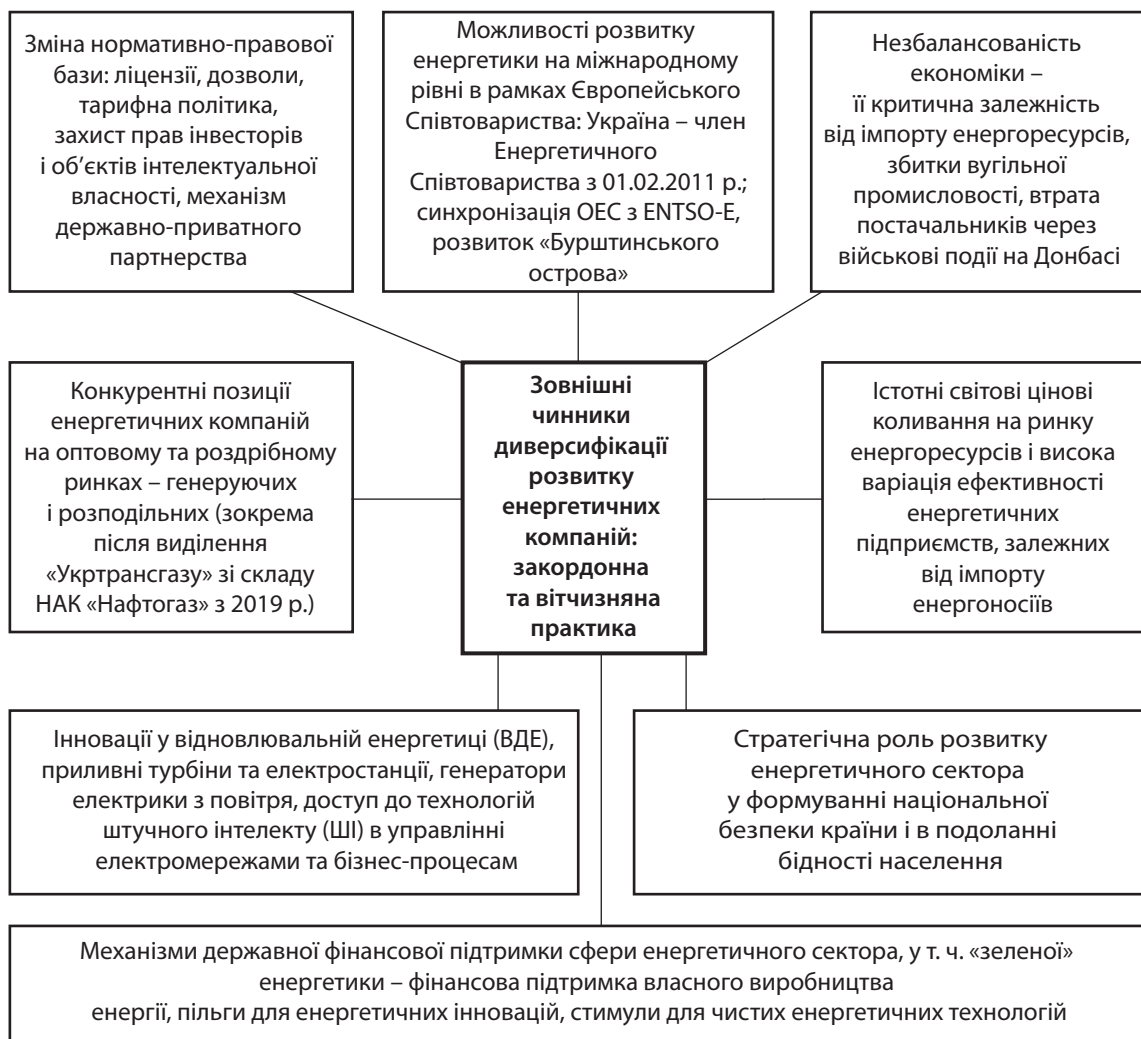 Зміна нормативно-правової
бази: ліцензії, дозволи,
тарифна політика,
захист прав інвесторів
і об’єктів інтелектуальної
власності, механізм
державно-приватного
партнерства
Можливості розвитку
енергетики на міжнародному
рівні в рамках Європейського
Співтовариства: Україна – член
Енергетичного
Співтовариства з 01.02.2011 р.;
синхронізація ОЕС з ENTSO-E,
розвиток «Бурштинського
острова»
Незбалансованість
економіки –
її критична залежність
від імпорту енергоресурсів,
збитки вугільної
промисловості, втрата
постачальників через
військові події на Донбасі
Конкурентні позиції
енергетичних компаній
на оптовому та роздрібному
ринках – генеруючих
і розподільних (зокрема
після виділення
«Укртрансгазу» зі складу
НАК «Нафтогаз» з 2019 р.)
Зовнішні
чинники
диверсифікації
розвитку
енергетичних
компаній:
закордонна
та вітчизняна
практика
Істотні світові цінові
коливання на ринку
енергоресурсів і висока
варіація ефективності
енергетичних
підприємств, залежних
від імпорту
енергоносіїв
Інновації у відновлювальній енергетиці (ВДЕ),
приливні турбіни та електростанції, генератори
електрики з повітря, доступ до технологій
штучного інтелекту (ШІ) в управлінні
електромережами та бізнес-процесам
Стратегічна роль розвитку
енергетичного сектора
у формуванні національної
безпеки країни і в подоланні
бідності населення
Механізми державної фінансової підтримки сфери енергетичного сектора, у т. ч. «зеленої»
енергетики – фінансова підтримка власного виробництва
енергії, пільги для енергетичних інновацій, стимули для чистих енергетичних технологій